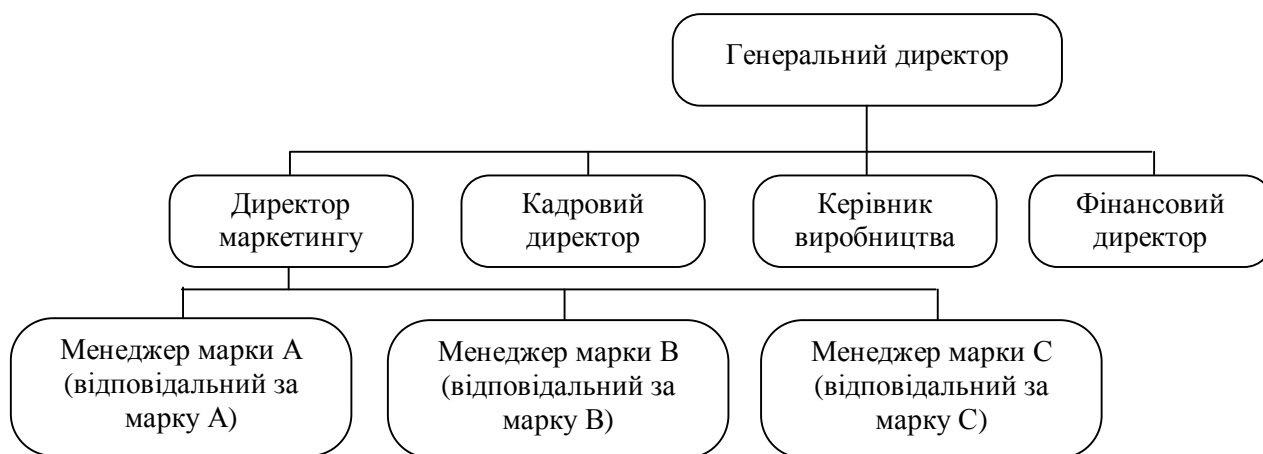 Генеральний директор
Директор
маркетингу
Кадровий
директор
Керівник
виробництва
Фінансовий
директор
Менеджер марки А
(відповідальний за
марку А)
Менеджер марки В
(відповідальний за
марку В)
Менеджер марки С
(відповідальний за
марку С)